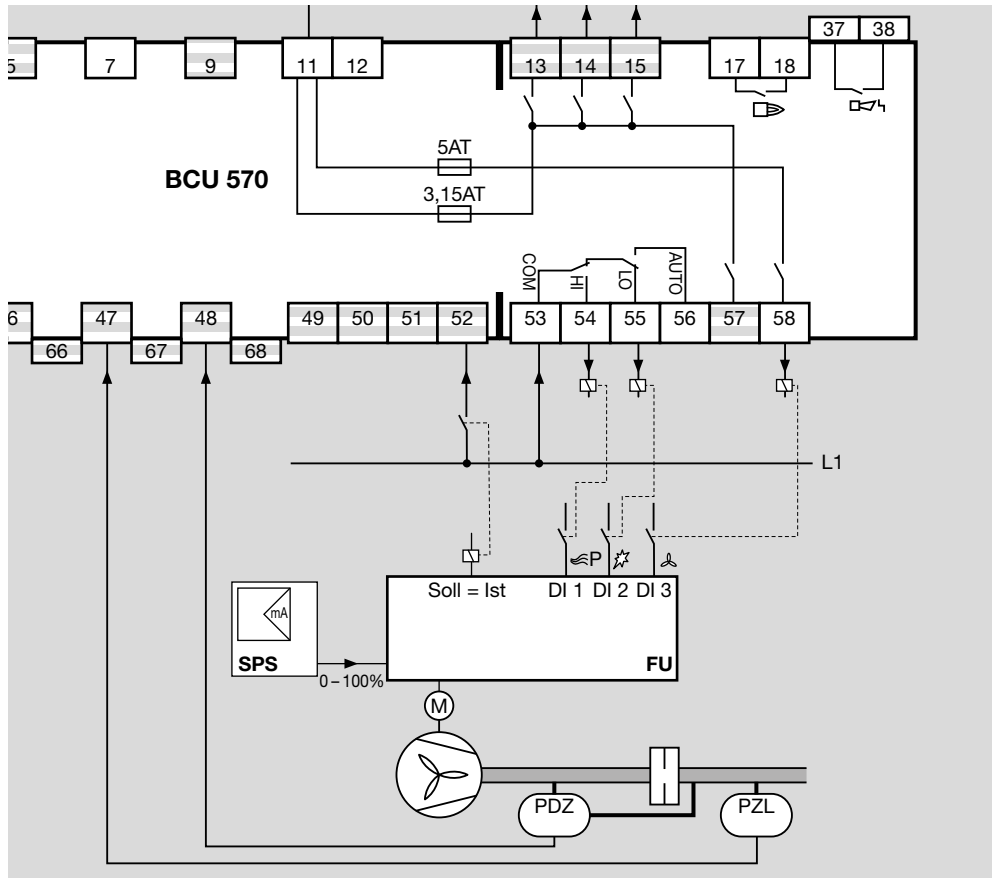 37 38
5 7 9 11 12 13 14 15 17 18
5AT
BCU 570
3,15AT
COM HI LO AUTO
6 47 48 49 50 51 52 53 54 55 56 57 58
66 67 68
L1
P
Soll = Ist DI 1 DI 2 DI 3
mA
SPS
FU
0–100%
M
PDZ PZL